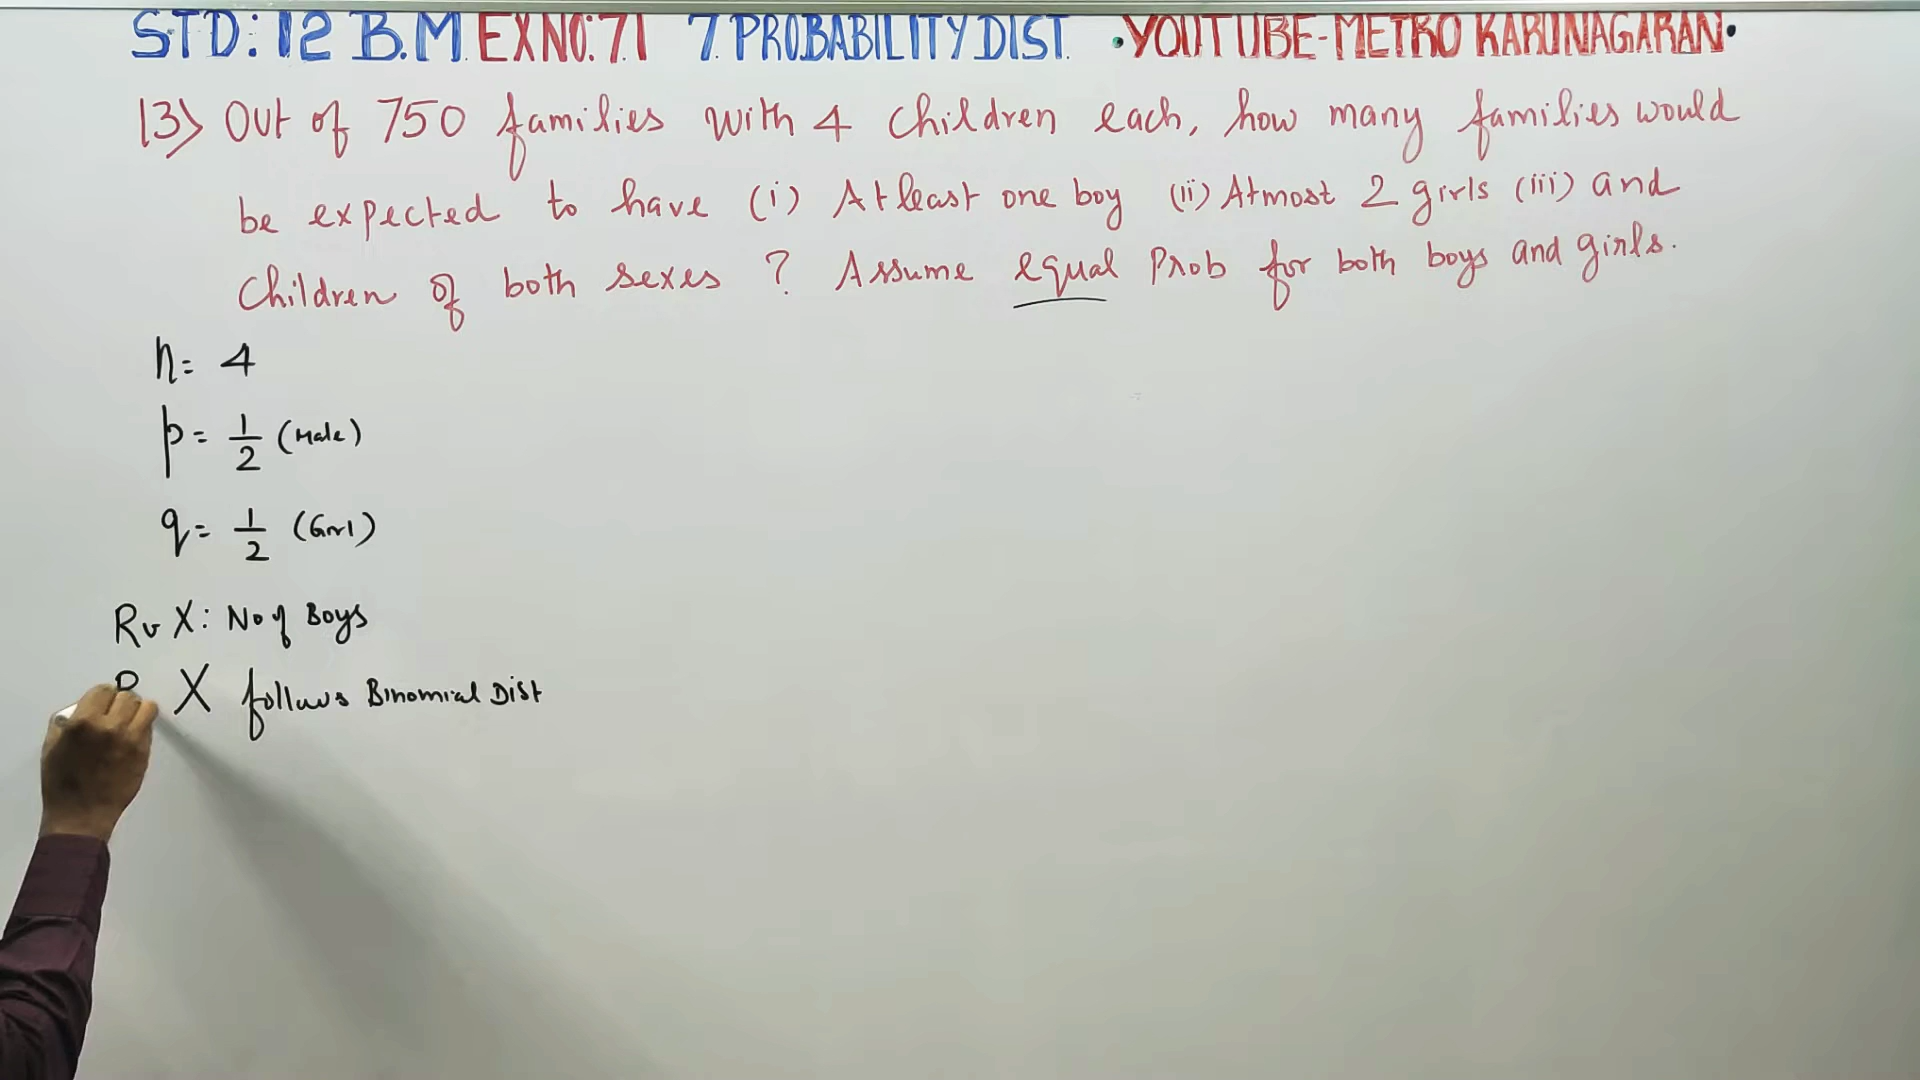 STD: 12 B.M. EX NO: 7.1 7. PROBABILITY DIST. •YOUTUBE-METRO KARUNAGARAN•
13) Out of 750 families with 4 children each, how many families would
be expected to have (i) Atleast one boy (ii) Atmost 2 girls (iii) and
children of both sexes ? Assume equal Prob for both boys and girls.
n = 4
p = 1/2 (Male)
q = 1/2 (Girl)
Rv X: No of Boys
R X follows Binomial Dist